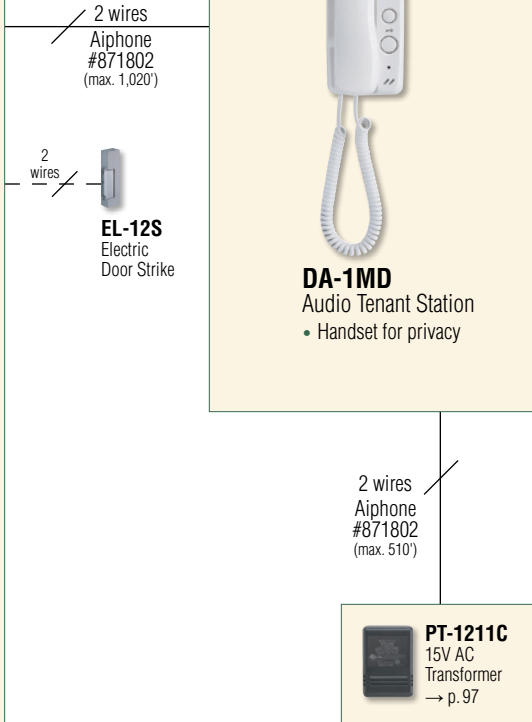 2 wires
Aiphone
#871802
(max. 1,020')
2
wires
EL-12S
Electric
Door Strike
DA-1MD
Audio Tenant Station
• Handset for privacy
2 wires
Aiphone
#871802
(max. 510')
PT-1211C
15V AC
Transformer
→ p. 97